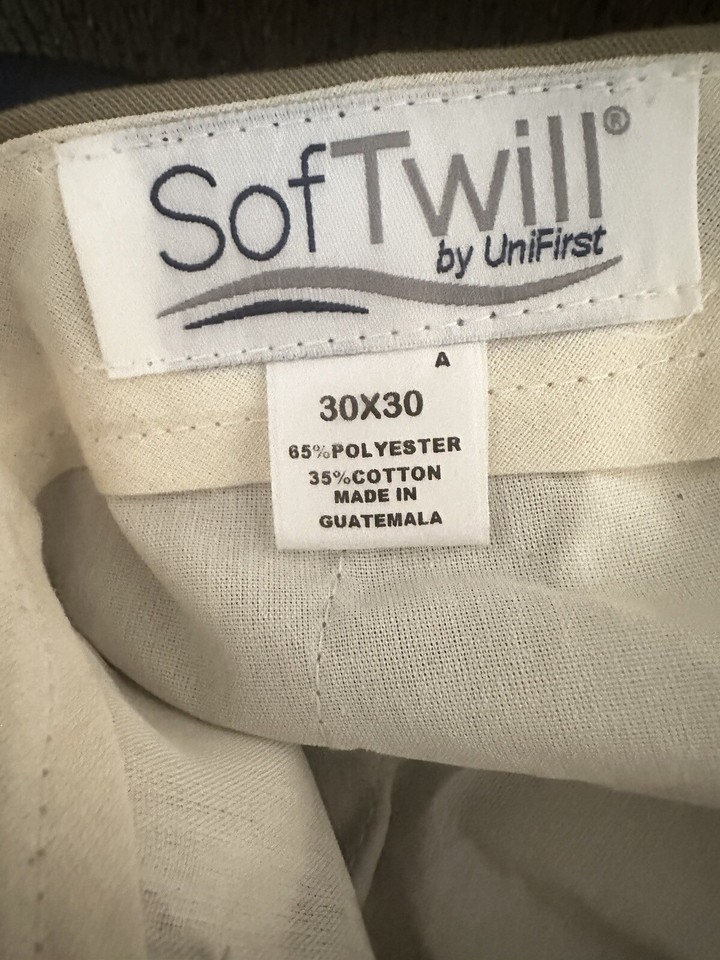 SofTwill®
by UniFirst
A
30X30
65%POLYESTER
35%COTTON
MADE IN
GUATEMALA